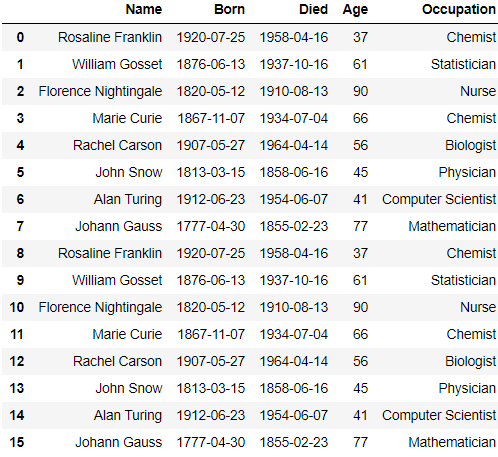 Name Born Died Age Occupation
0 Rosaline Franklin 1920-07-25 1958-04-16 37 Chemist
1 William Gosset 1876-06-13 1937-10-16 61 Statistician
2 Florence Nightingale 1820-05-12 1910-08-13 90 Nurse
3 Marie Curie 1867-11-07 1934-07-04 66 Chemist
4 Rachel Carson 1907-05-27 1964-04-14 56 Biologist
5 John Snow 1813-03-15 1858-06-16 45 Physician
6 Alan Turing 1912-06-23 1954-06-07 41 Computer Scientist
7 Johann Gauss 1777-04-30 1855-02-23 77 Mathematician
8 Rosaline Franklin 1920-07-25 1958-04-16 37 Chemist
9 William Gosset 1876-06-13 1937-10-16 61 Statistician
10 Florence Nightingale 1820-05-12 1910-08-13 90 Nurse
11 Marie Curie 1867-11-07 1934-07-04 66 Chemist
12 Rachel Carson 1907-05-27 1964-04-14 56 Biologist
13 John Snow 1813-03-15 1858-06-16 45 Physician
14 Alan Turing 1912-06-23 1954-06-07 41 Computer Scientist
15 Johann Gauss 1777-04-30 1855-02-23 77 Mathematician